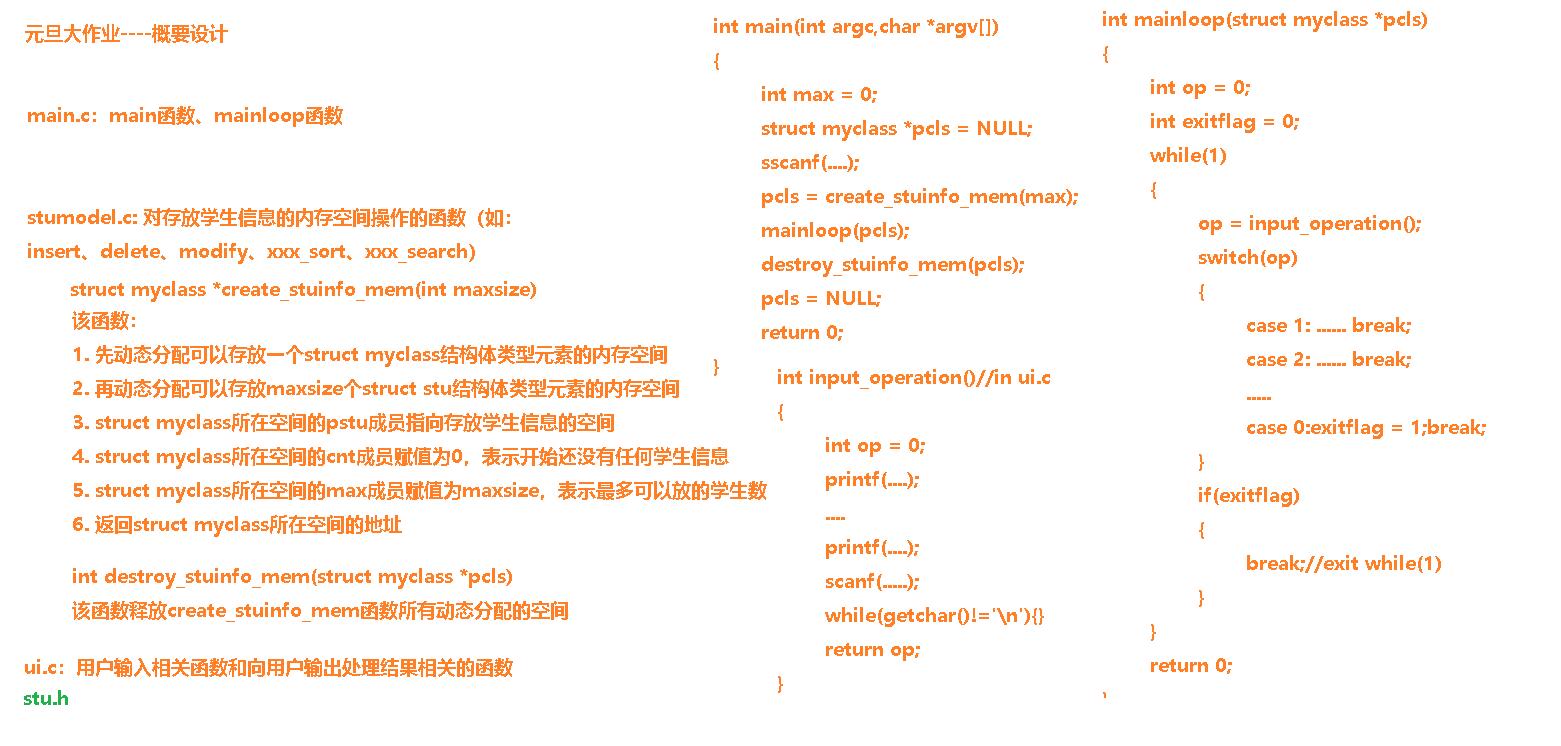 元旦大作业----概要设计
main.c：main函数、mainloop函数
stumodel.c: 对存放学生信息的内存空间操作的函数（如：
insert、delete、modify、xxx_sort、xxx_search）
struct myclass *create_stuinfo_mem(int maxsize)
该函数：
1. 先动态分配可以存放一个struct myclass结构体类型元素的内存空间
2. 再动态分配可以存放maxsize个struct stu结构体类型元素的内存空间
3. struct myclass所在空间的pstu成员指向存放学生信息的空间
4. struct myclass所在空间的cnt成员赋值为0，表示开始还没有任何学生信息
5. struct myclass所在空间的max成员赋值为maxsize，表示最多可以放的学生数
6. 返回struct myclass所在空间的地址
int destroy_stuinfo_mem(struct myclass *pcls)
该函数释放create_stuinfo_mem函数所有动态分配的空间
ui.c：用户输入相关函数和向用户输出处理结果相关的函数
stu.h
int main(int argc,char *argv[])
{
int max = 0;
struct myclass *pcls = NULL;
sscanf(....);
pcls = create_stuinfo_mem(max);
mainloop(pcls);
destroy_stuinfo_mem(pcls);
pcls = NULL;
return 0;
}
int input_operation()//in ui.c
{
int op = 0;
printf(....);
....
printf(....);
scanf(.....);
while(getchar()!='\n'){}
return op;
}
int mainloop(struct myclass *pcls)
{
int op = 0;
int exitflag = 0;
while(1)
{
op = input_operation();
switch(op)
{
case 1: ...... break;
case 2: ...... break;
.....
case 0:exitflag = 1;break;
}
if(exitflag)
{
break;//exit while(1)
}
}
return 0;